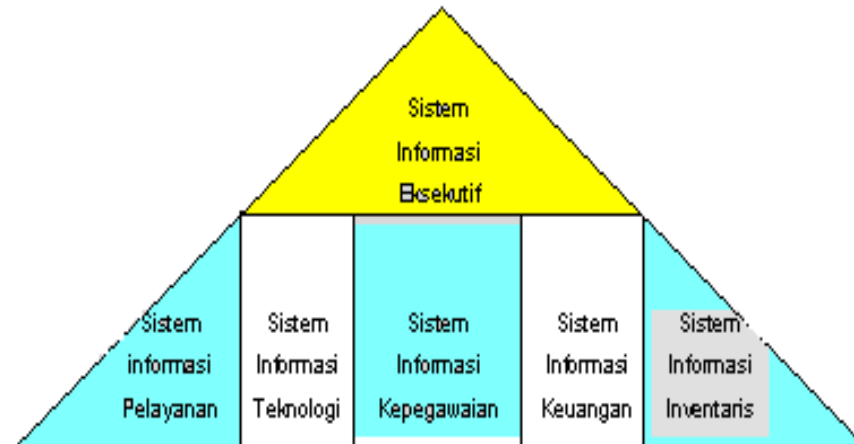 Sistem
Informasi
Eksekutif
Sistem
informasi
Pelayanan
Sistem
Informasi
Teknologi
Sistem
Informasi
Kepegawaian
Sistem
Informasi
Keuangan
Sistem
Informasi
Inventaris